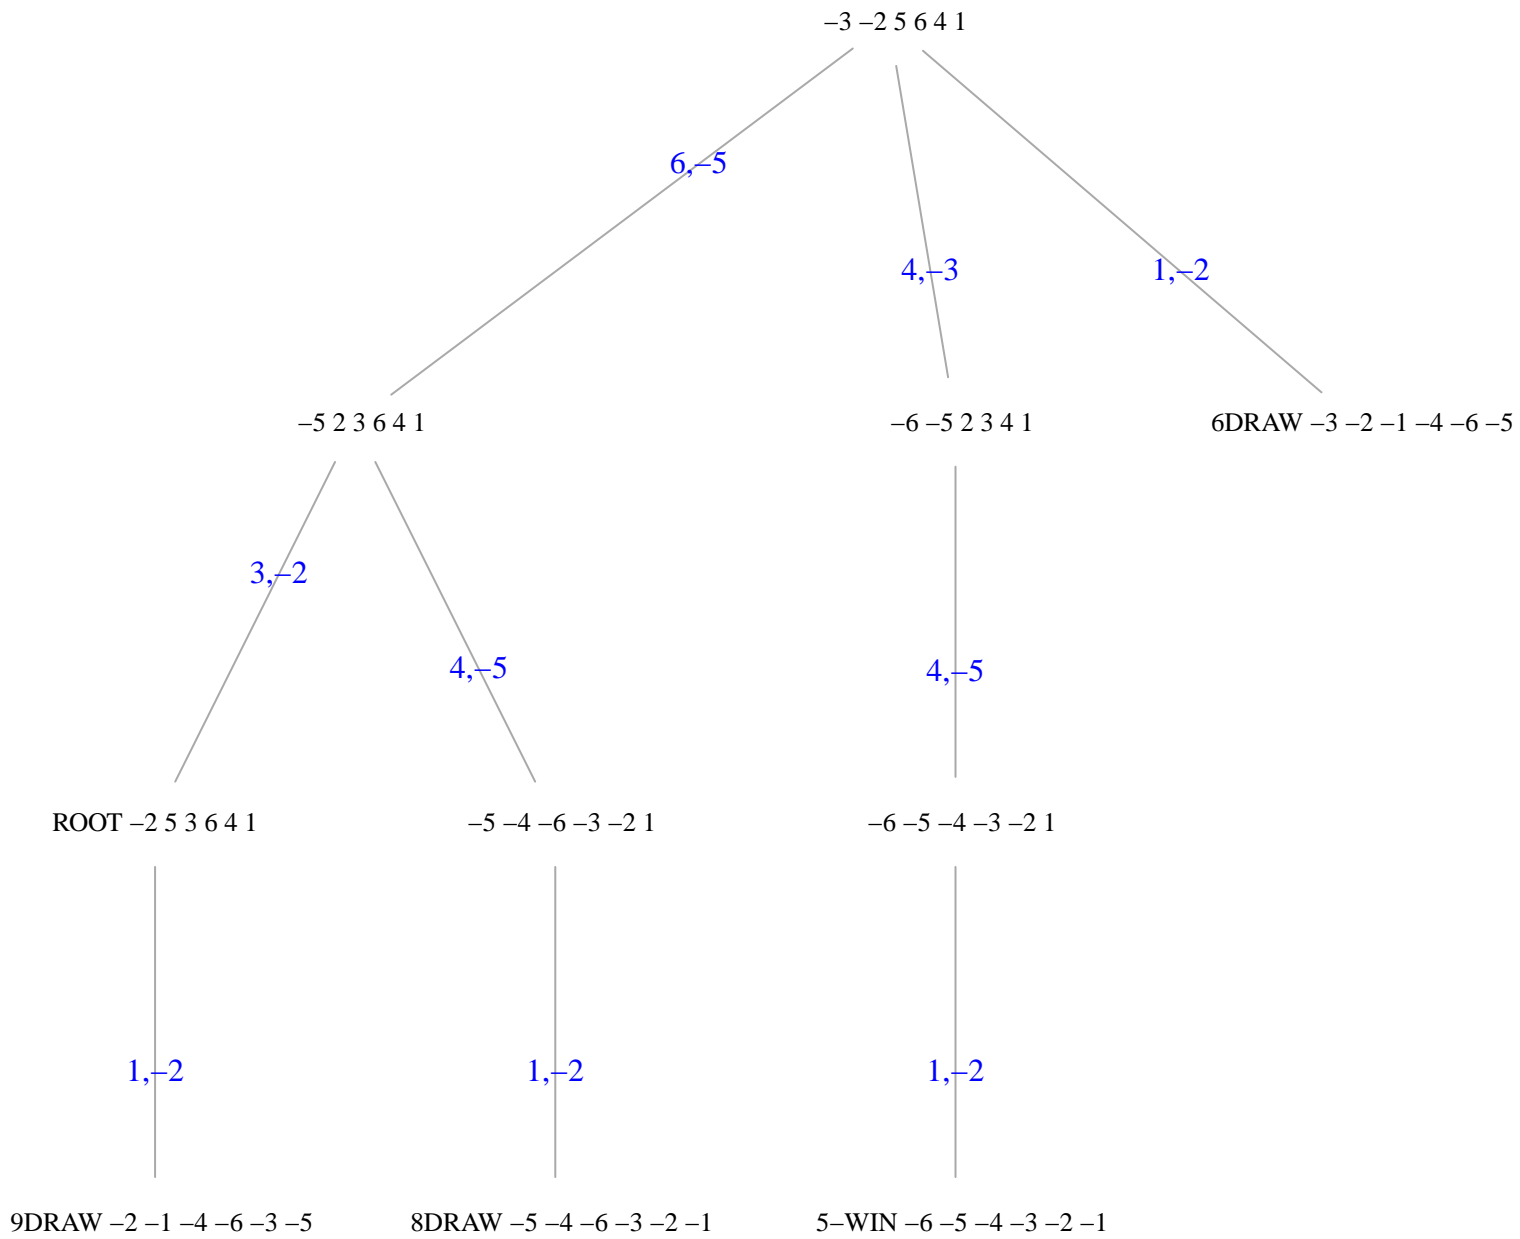 –3 –2 5 6 4 1
6,–5
4,–3
1,–2
–5 2 3 6 4 1
–6 –5 2 3 4 1
6DRAW –3 –2 –1 –4 –6 –5
3,–2
4,–5
4,–5
ROOT –2 5 3 6 4 1
–5 –4 –6 –3 –2 1
–6 –5 –4 –3 –2 1
1,–2
1,–2
1,–2
9DRAW –2 –1 –4 –6 –3 –5
8DRAW –5 –4 –6 –3 –2 –1
5–WIN –6 –5 –4 –3 –2 –1